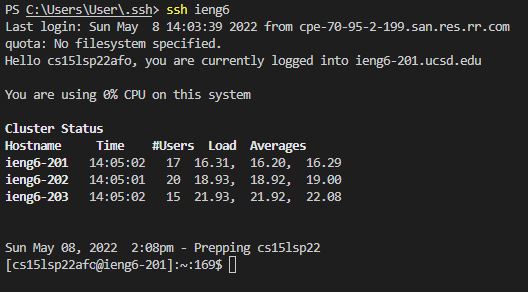 PS C:\Users\User\.ssh> ssh ieng6
Last login: Sun May  8 14:03:39 2022 from cpe-70-95-2-199.san.res.rr.com
quota: No filesystem specified.
Hello cs15lsp22afo, you are currently logged into ieng6-201.ucsd.edu
You are using 0% CPU on this system
Cluster Status
Hostname     Time    #Users  Load  Averages
ieng6-201   14:05:02   17  16.31,  16.20,  16.29
ieng6-202   14:05:01   20  18.93,  18.92,  19.00
ieng6-203   14:05:02   15  21.93,  21.92,  22.08
Sun May 08, 2022  2:08pm - Prepping cs15lsp22
[cs15lsp22afo@ieng6-201]:~:169$